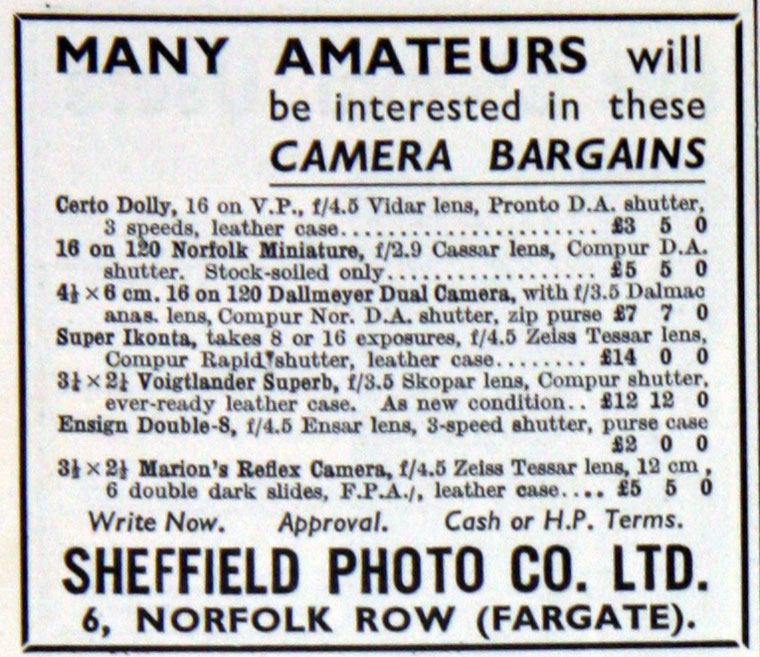 MANY AMATEURS will
be interested in these
CAMERA BARGAINS
Certo Dolly, 16 on V.P., f/4.5 Vidar lens, Pronto D.A. shutter,
3 speeds, leather case........................ £3 5 0
16 on 120 Norfolk Miniature, f/2.9 Cassar lens, Compur D.A.
shutter. Stock-soiled only.................. £5 5 0
4½ × 6 cm. 16 on 120 Dallmeyer Dual Camera, with f/3.5 Dalmac
anas. lens, Compur Nor. D.A. shutter, zip purse £7 7 0
Super Ikonta, takes 8 or 16 exposures, f/4.5 Zeiss Tessar lens,
Compur Rapid shutter, leather case........ £14 0 0
3½ × 2½ Voigtlander Superb, f/3.5 Skopar lens, Compur shutter,
ever-ready leather case. As new condition.. £12 12 0
Ensign Double-8, f/4.5 Ensar lens, 3-speed shutter, purse case
£2 0 0
3½ × 2½ Marion's Reflex Camera, f/4.5 Zeiss Tessar lens, 12 cm,
6 double dark slides, F.P.A./, leather case.... £5 5 0
Write Now. Approval. Cash or H.P. Terms.
SHEFFIELD PHOTO CO. LTD.
6, NORFOLK ROW (FARGATE).